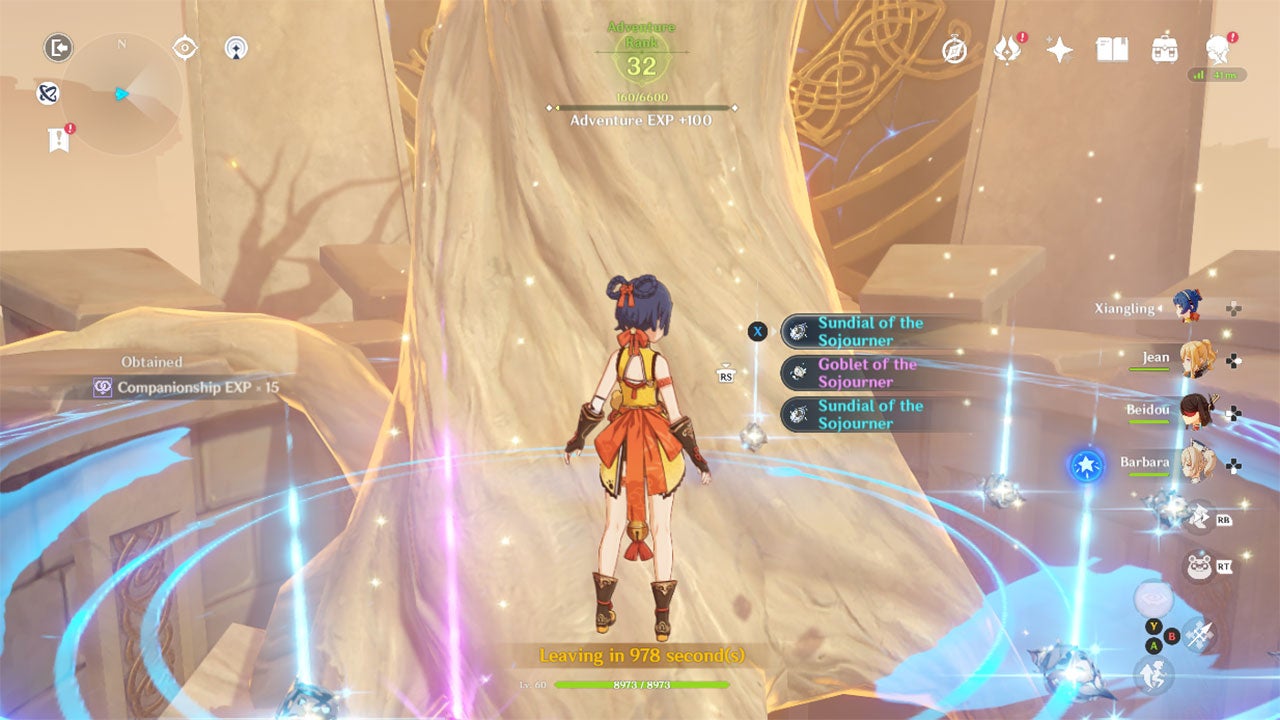 N
Adventure
Rank
32
160/6600
Adventure EXP +100
41ms
Obtained
Companionship EXP × 15
X
Sundial of the
Sojourner
Goblet of the
Sojourner
Sundial of the
Sojourner
RS
Xiangling
Jean
Beidou
Barbara
RB
RT
Y
B
A
Leaving in 978 second(s)
Lv. 60
8973 / 8973